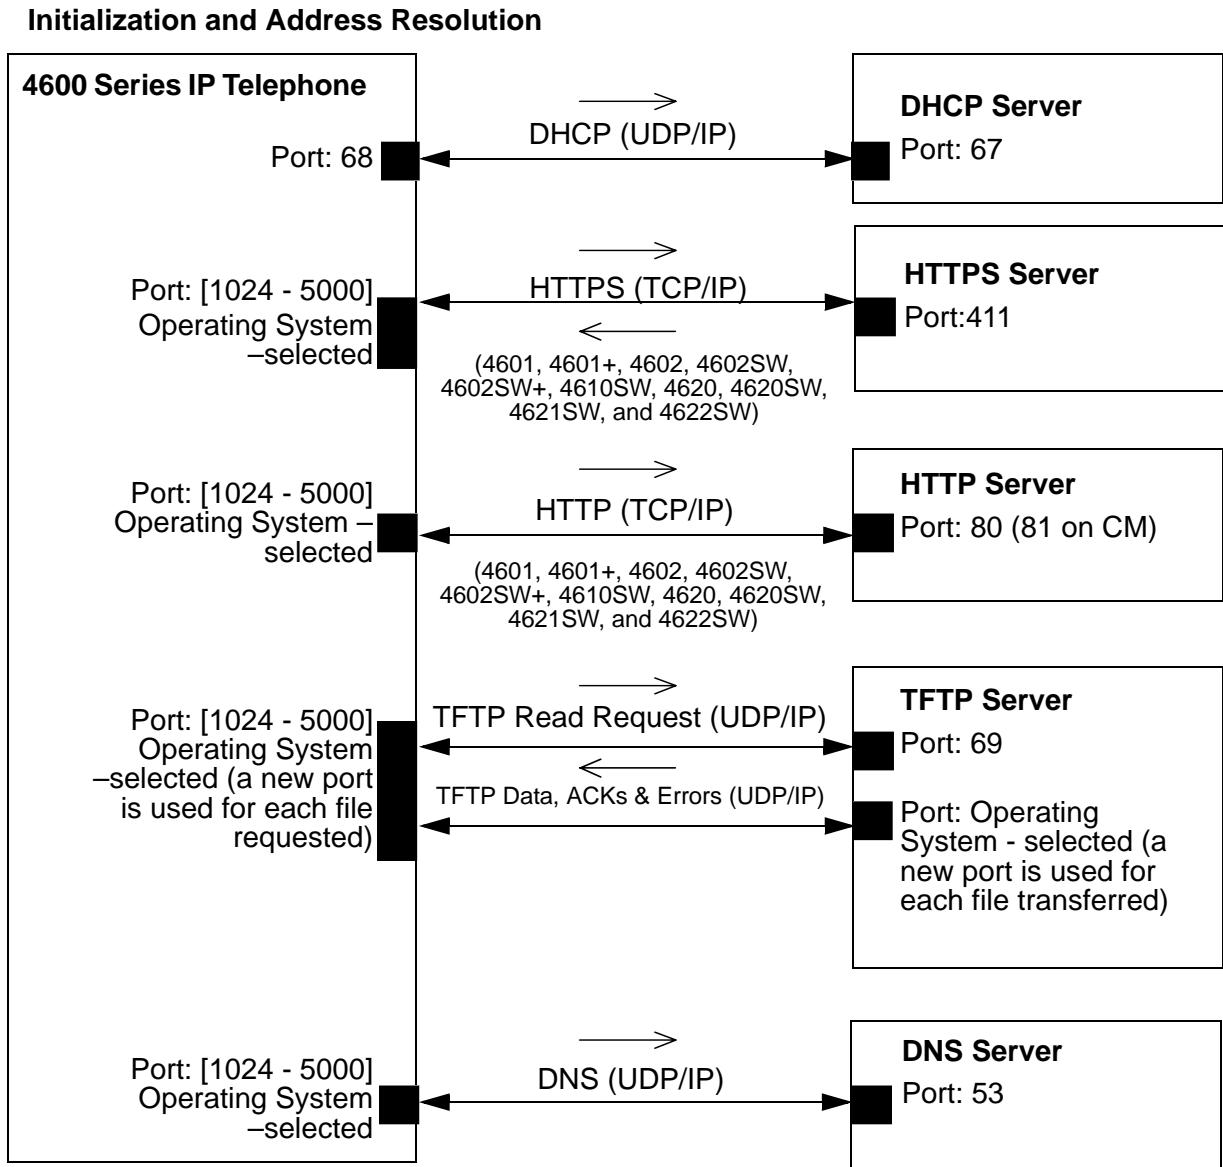 Initialization and Address Resolution
4600 Series IP Telephone
DHCP Server
DHCP (UDP/IP)
Port: 68
Port: 67
HTTPS Server
Port: [1024 - 5000]
Operating System
–selected
HTTPS (TCP/IP)
Port:411
(4601, 4601+, 4602, 4602SW,
4602SW+, 4610SW, 4620, 4620SW,
4621SW, and 4622SW)
HTTP Server
Port: [1024 - 5000]
Operating System –
selected
HTTP (TCP/IP)
Port: 80 (81 on CM)
(4601, 4601+, 4602, 4602SW,
4602SW+, 4610SW, 4620, 4620SW,
4621SW, and 4622SW)
TFTP Server
Port: [1024 - 5000]
Operating System
–selected (a new port
is used for each file
requested)
TFTP Read Request (UDP/IP)
Port: 69
TFTP Data, ACKs & Errors (UDP/IP)
Port: Operating
System - selected (a
new port is used for
each file transferred)
DNS Server
Port: [1024 - 5000]
Operating System
–selected
DNS (UDP/IP)
Port: 53